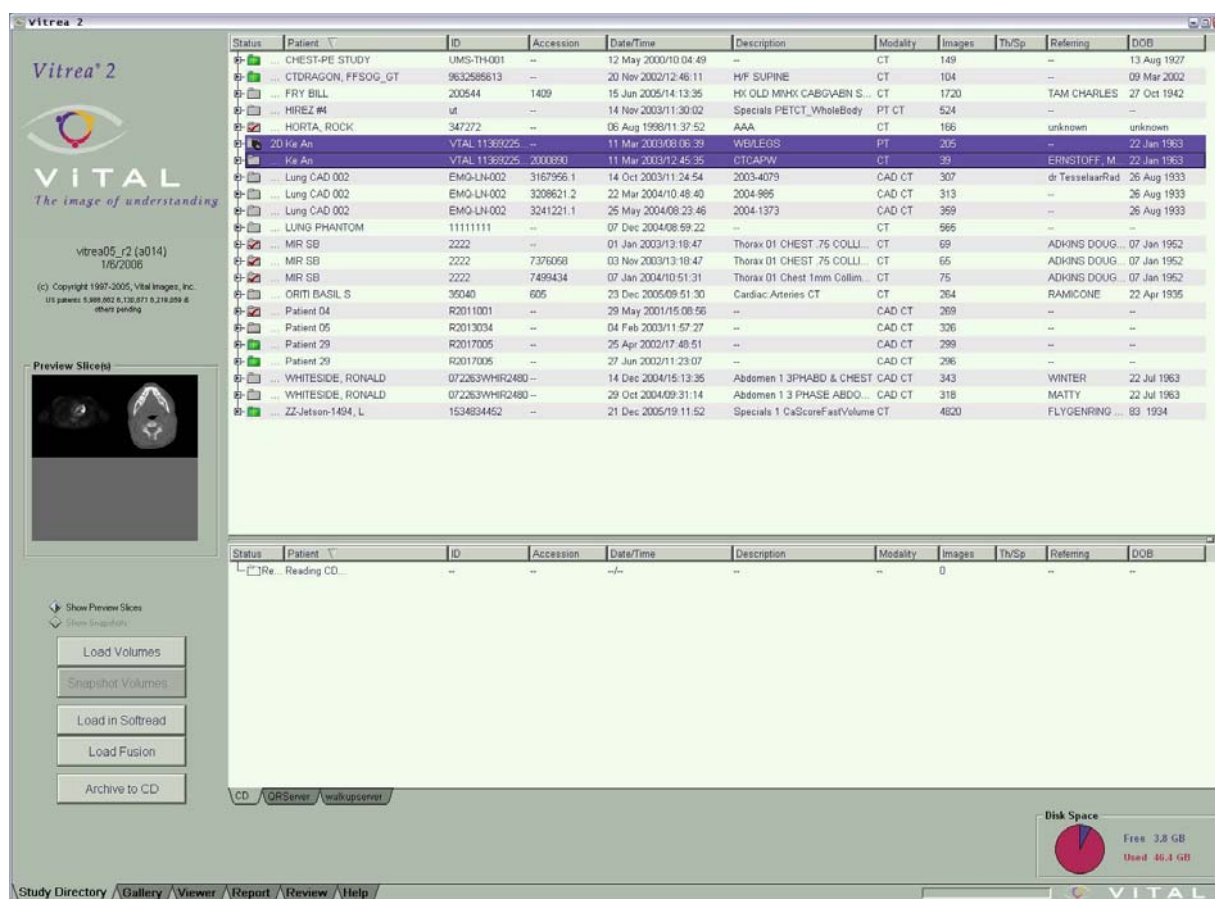 Vitrea 2
Vitrea® 2
ViTAL
The image of understanding
vitrea05_r2 (a014)
1/6/2006
(c) Copyright 1997-2005, Vital Images, Inc.
others pending
Preview Slice(s)
Show Preview Slices
Show Snapshots
Load Volumes
Snapshot Volumes
Load in Softread
Load Fusion
Archive to CD
Status Patient ID Accession Date/Time Description Modality Images Th/Sp Referring DOB
... CHEST-PE STUDY UMS-TH-001 -- 12 May 2000/10:04:49 -- CT 149 -- 13 Aug 1927
... CTDRAGON, FFSOG_GT 9632585613 -- 20 Nov 2002/12:46:11 H/F SUPINE CT 104 -- 09 Mar 2002
... FRY BILL 200544 1409 15 Jun 2005/14:13:35 HX OLD MI\HX CABG\ABN S... CT 1720 TAM CHARLES 27 Oct 1942
... HIREZ #4 ut -- 14 Nov 2003/11:30:02 Specials PETCT_WholeBody PT CT 524 -- --
... HORTA, ROCK 347272 -- 06 Aug 1998/11:37:52 AAA CT 166 unknown unknown
2D Ke An VTAL 11369225... -- 11 Mar 2003/08:06:39 WB/LEGS PT 205 -- 22 Jan 1963
... Ke An VTAL 11369225... 2000890 11 Mar 2003/12:45:35 CTCAPW CT 39 ERNSTOFF, M... 22 Jan 1963
... Lung CAD 002 EMO-LN-002 3167956.1 14 Oct 2003/11:24:54 2003-4079 CAD CT 307 dr TesselaarRad 26 Aug 1933
... Lung CAD 002 EMO-LN-002 3208621.2 22 Mar 2004/10:48:40 2004-985 CAD CT 313 -- 26 Aug 1933
... Lung CAD 002 EMO-LN-002 3241221.1 25 May 2004/08:23:46 2004-1373 CAD CT 359 -- 26 Aug 1933
... LUNG PHANTOM 11111111 -- 07 Dec 2004/08:59:22 -- CT 566 -- --
... MIR SB 2222 -- 01 Jan 2003/13:18:47 Thorax 01 CHEST .75 COLLI... CT 69 ADKINS DOUG... 07 Jan 1952
... MIR SB 2222 7376058 03 Nov 2003/13:18:47 Thorax 01 CHEST .75 COLLI... CT 65 ADKINS DOUG... 07 Jan 1952
... MIR SB 2222 7499434 07 Jan 2004/10:51:31 Thorax 01 Chest 1mm Collim... CT 75 ADKINS DOUG... 07 Jan 1952
... ORITI BASIL S 35040 605 23 Dec 2005/09:51:30 Cardiac Arteries CT CT 264 RAMICONE 22 Apr 1935
... Patient 04 R2011001 -- 29 May 2001/15:08:56 -- CAD CT 269 -- --
... Patient 05 R2013034 -- 04 Feb 2003/11:57:27 -- CAD CT 326 -- --
... Patient 29 R2017005 -- 25 Apr 2002/17:48:51 -- CAD CT 299 -- --
... Patient 29 R2017005 -- 27 Jun 2002/11:23:07 -- CAD CT 296 -- --
... WHITESIDE, RONALD 072263WHIR2480 -- 14 Dec 2004/15:13:35 Abdomen 1 3PHABD & CHEST CAD CT 343 WINTER 22 Jul 1963
... WHITESIDE, RONALD 072263WHIR2480 -- 29 Oct 2004/09:31:14 Abdomen 1 3 PHASE ABDO... CAD CT 318 MATTY 22 Jul 1963
... ZZ-Jetson-1494, L 1534834452 -- 21 Dec 2005/19:11:52 Specials 1 CaScoreFastVolume CT 4820 FLYGENRING ... 83 1934
Status Patient ID Accession Date/Time Description Modality Images Th/Sp Referring DOB
Re... Reading CD... -- -- --/-- -- -- 0 -- --
CD QRServer walkupserver
Disk Space
Free 3.8 GB
Used 46.4 GB
Study Directory Gallery Viewer Report Review Help
VITAL